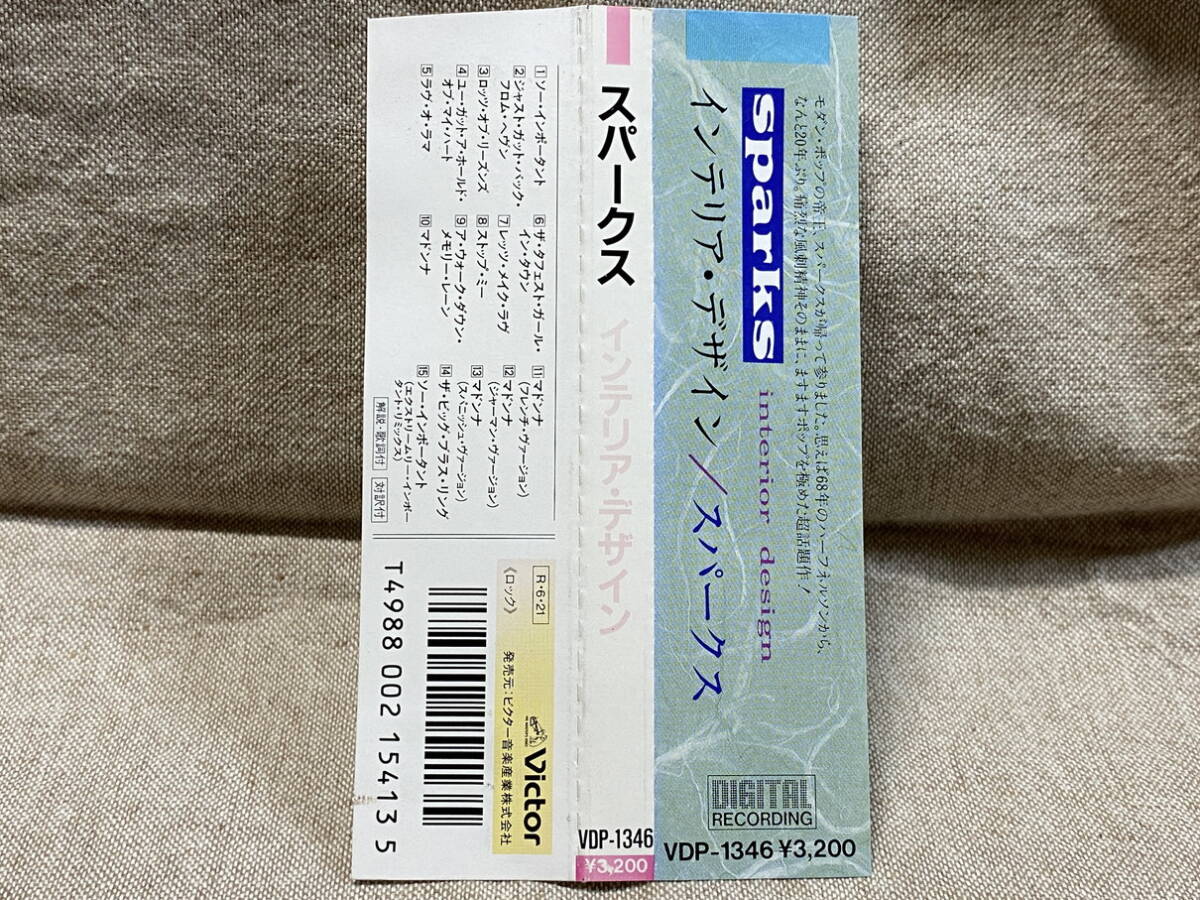 モダン・ポップの帝王、スパークスが帰って参りました。思えば68年のハーフネルソンから、
なんと20年ぶり。痛烈な風刺精神そのままに、ますますポップを極めた超話題作！
sparks
interior design
インテリア・デザイン／スパークス
DIGITAL
RECORDING
VDP-1346 ¥3,200
スパークス
インテリア・デザイン
VDP-1346
¥3,200
1 ソー・インポータント
2 ジャスト・ガット・バック・
フロム・ヘヴン
3 ロッツ・オブ・リーズンズ
4 ユー・ガット・ア・ホールド・
オブ・マイ・ハート
5 ラヴ・オ・ラマ
6 ザ・タフェスト・ガール・
イン・タウン
7 レッツ・メイク・ラヴ
8 ストップ・ミー
9 ア・ウォーク・ダウン・
メモリー・レーン
10 マドンナ
11 マドンナ
(フレンチ・ヴァージョン)
12 マドンナ
(ジャーマン・ヴァージョン)
13 マドンナ
(スパニッシュ・ヴァージョン)
14 ザ・ビッグ・ブラス・リング
15 ソー・インポータント
(エクストリームリー・インポー
タント・リミックス)
解説・歌詞付
対訳付
R・6・21
《ロック》
Victor
発売元：ビクター音楽産業株式会社
T4988 002 15413 5